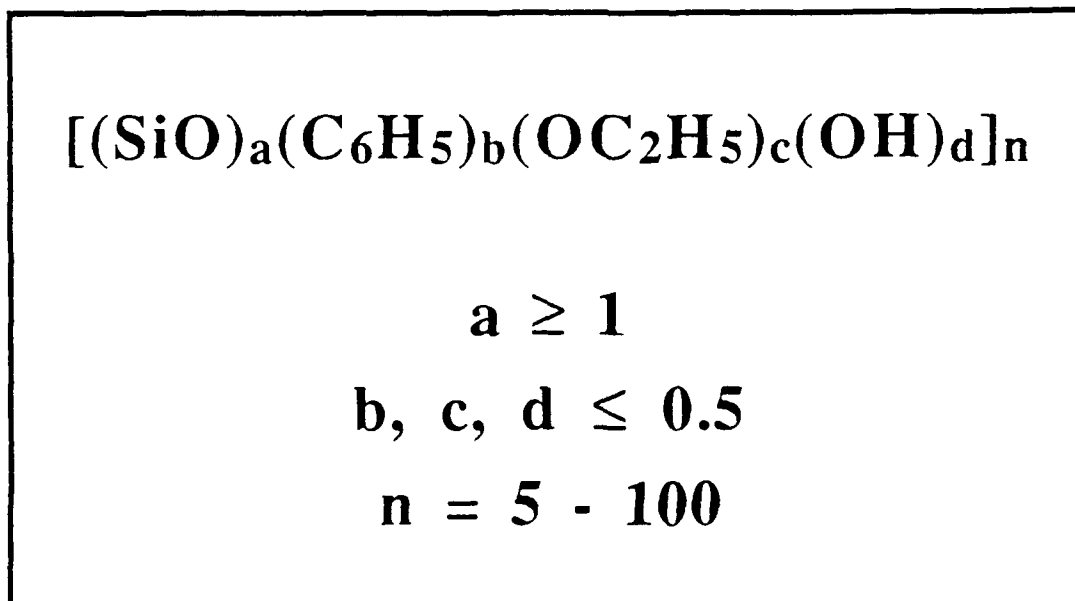 [(SiO)a(C6H5)b(OC2H5)c(OH)d]n
a ≥ 1
b, c, d ≤ 0.5
n = 5 - 100